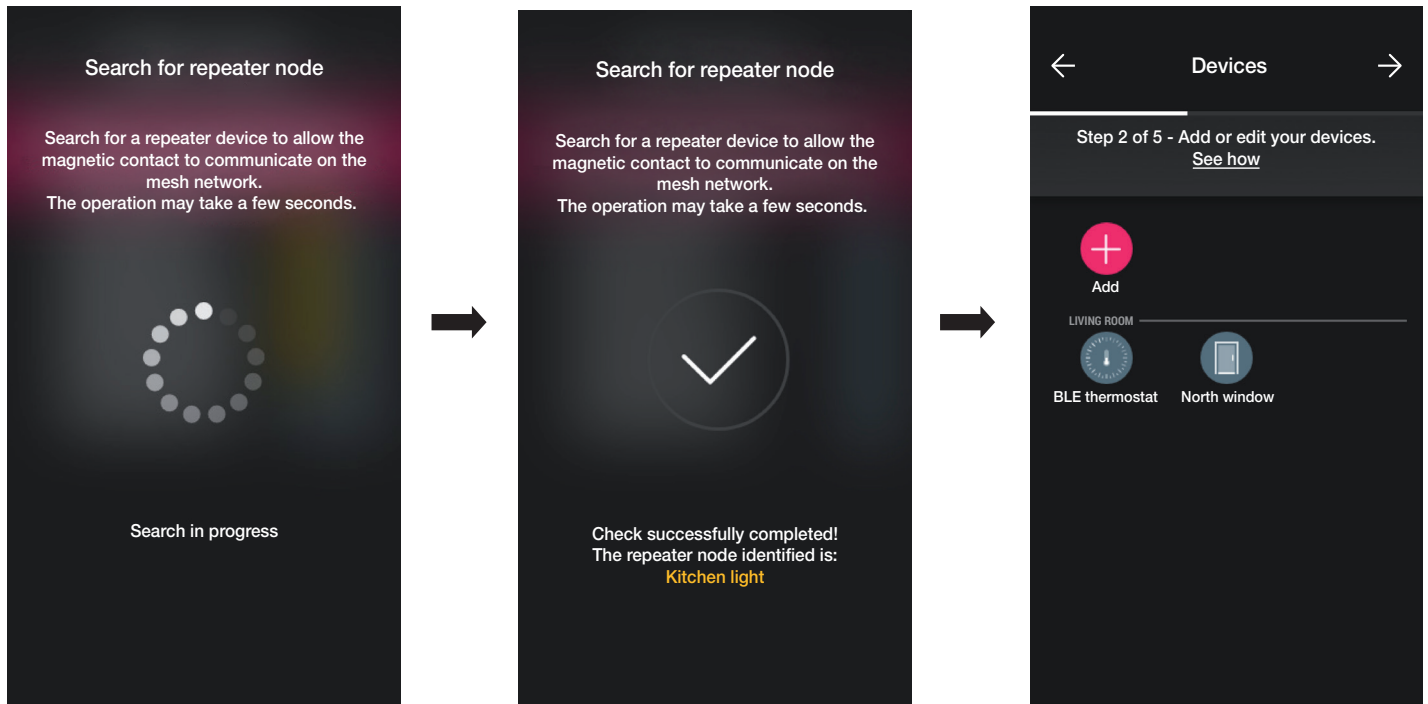 Search for repeater node
Search for a repeater device to allow the
magnetic contact to communicate on the
mesh network.
The operation may take a few seconds.
Search in progress
Search for repeater node
Search for a repeater device to allow the
magnetic contact to communicate on the
mesh network.
The operation may take a few seconds.
Check successfully completed!
The repeater node identified is:
Kitchen light
Devices
Step 2 of 5 - Add or edit your devices.
See how
Add
LIVING ROOM
BLE thermostat North window